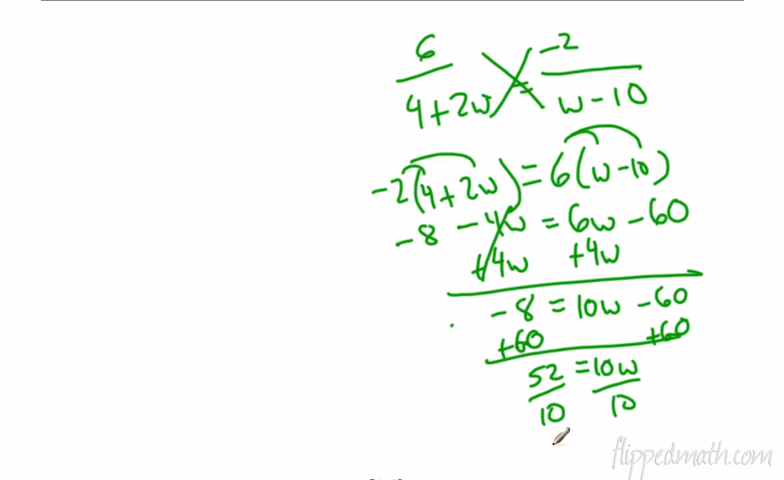 6/(4+2w) = -2/(w-10)
-2(4+2w) = 6(w-10)
-8 -4w = 6w -60
+4w +4w
-8 = 10w -60
+60 +60
52/10 = 10w/10
flippedmath.com